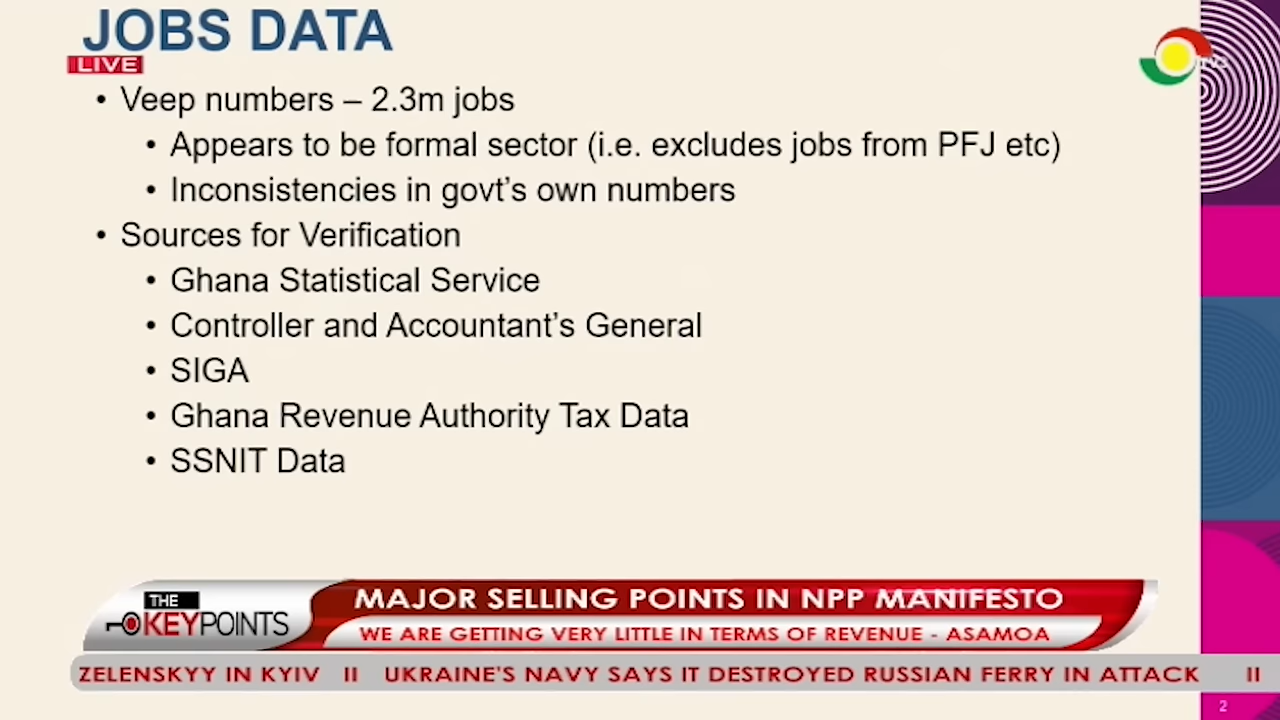 JOBS DATA
LIVE
• Veep numbers – 2.3m jobs
• Appears to be formal sector (i.e. excludes jobs from PFJ etc)
• Inconsistencies in govt’s own numbers
• Sources for Verification
• Ghana Statistical Service
• Controller and Accountant’s General
• SIGA
• Ghana Revenue Authority Tax Data
• SSNIT Data
THE
KEYPOINTS
MAJOR SELLING POINTS IN NPP MANIFESTO
WE ARE GETTING VERY LITTLE IN TERMS OF REVENUE - ASAMOA
ZELENSKYY IN KYIV II UKRAINE'S NAVY SAYS IT DESTROYED RUSSIAN FERRY IN ATTACK II
2